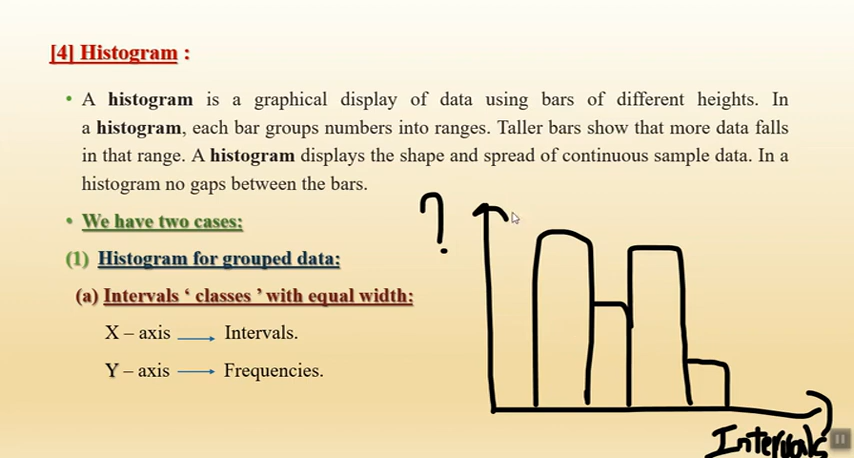 [4] Histogram :
• A histogram is a graphical display of data using bars of different heights. In
a histogram, each bar groups numbers into ranges. Taller bars show that more data falls
in that range. A histogram displays the shape and spread of continuous sample data. In a
histogram no gaps between the bars.
• We have two cases:
(1) Histogram for grouped data:
(a) Intervals ‘ classes ’ with equal width:
X – axis → Intervals.
Y – axis → Frequencies.
?
Intervals